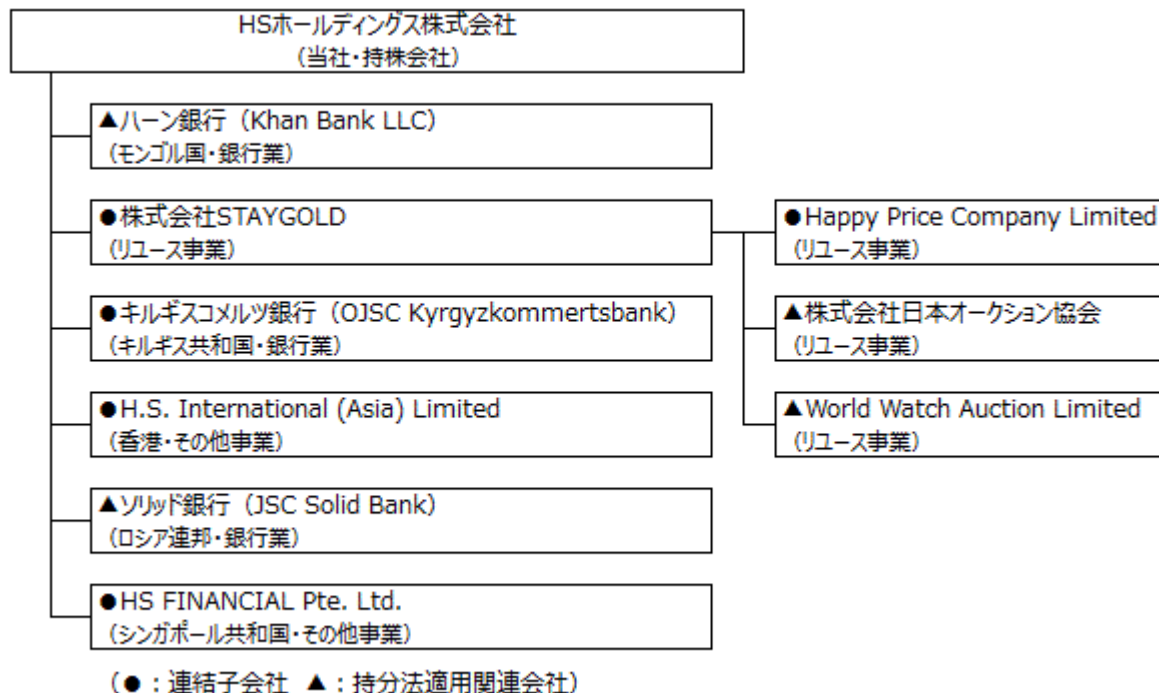 HSホールディングス株式会社
（当社・持株会社）
▲ハーン銀行（Khan Bank LLC）
（モンゴル国・銀行業）
●株式会社STAYGOLD
（リユース事業）
●Happy Price Company Limited
（リユース事業）
●キルギスコメルツ銀行（OJSC Kyrgyzkommertsbank）
（キルギス共和国・銀行業）
▲株式会社日本オークション協会
（リユース事業）
●H.S. International (Asia) Limited
（香港・その他事業）
▲World Watch Auction Limited
（リユース事業）
▲ソリッド銀行（JSC Solid Bank）
（ロシア連邦・銀行業）
●HS FINANCIAL Pte. Ltd.
（シンガポール共和国・その他事業）
（●：連結子会社 ▲：持分法適用関連会社）